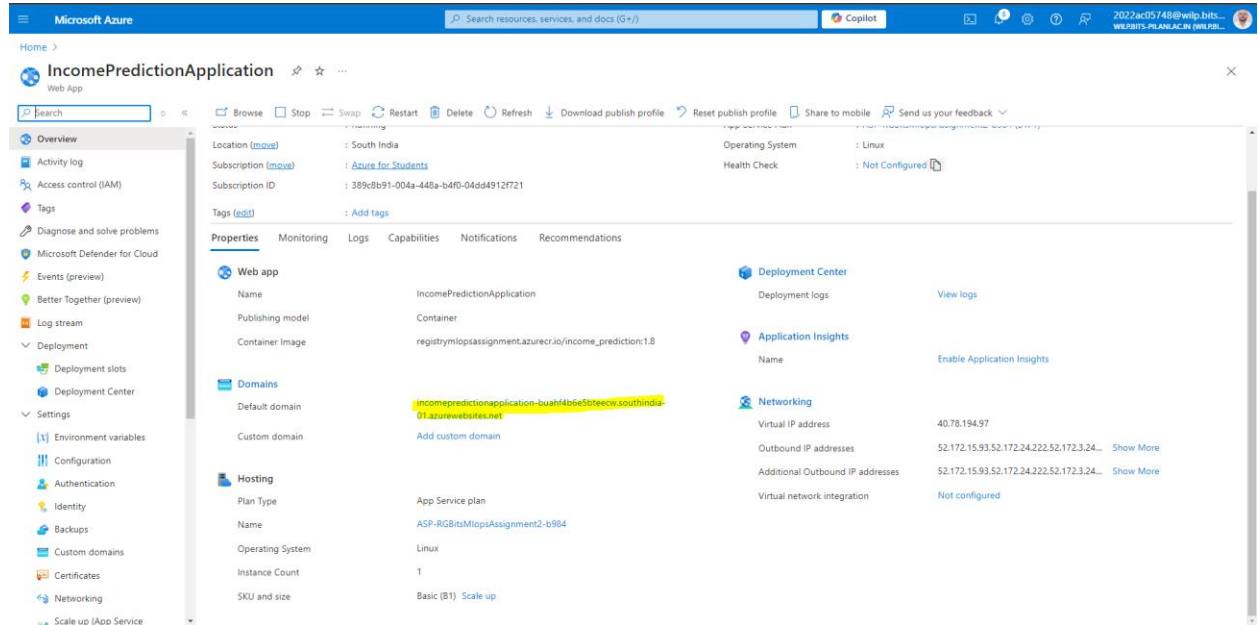 Microsoft Azure
Search resources, services, and docs (G+/)
Copilot
2022ac05748@wilp.bits...
WILP.BITS-PILANI.AC.IN (WILP.BI...
Home >
IncomePredictionApplication
Web App
Search
Browse Stop Swap Restart Delete Refresh Download publish profile Reset publish profile Share to mobile Send us your feedback
Overview
Activity log
Access control (IAM)
Tags
Diagnose and solve problems
Microsoft Defender for Cloud
Events (preview)
Better Together (preview)
Log stream
Deployment
Deployment slots
Deployment Center
Settings
Environment variables
Configuration
Authentication
Identity
Backups
Custom domains
Certificates
Networking
Scale up (App Service
Location (move) : South India
Subscription (move) : Azure for Students
Subscription ID : 389c8b91-004a-448a-b4f0-04dd4912f721
Operating System : Linux
Health Check : Not Configured
Tags (edit) : Add tags
Properties Monitoring Logs Capabilities Notifications Recommendations
Web app
Name IncomePredictionApplication
Publishing model Container
Container Image registrymlopsassignment.azurecr.io/income_prediction:1.8
Domains
Default domain
01.azurewebsites.net
Custom domain Add custom domain
Hosting
Plan Type App Service plan
Name ASP-RGBitsMlopsAssignment2-b984
Operating System Linux
Instance Count 1
SKU and size Basic (B1) Scale up
Deployment Center
Deployment logs View logs
Application Insights
Name Enable Application Insights
Networking
Virtual IP address 40.78.194.97
Outbound IP addresses 52.172.15.93,52.172.24.222,52.172.3.24... Show More
Additional Outbound IP addresses 52.172.15.93,52.172.24.222,52.172.3.24... Show More
Virtual network integration Not configured